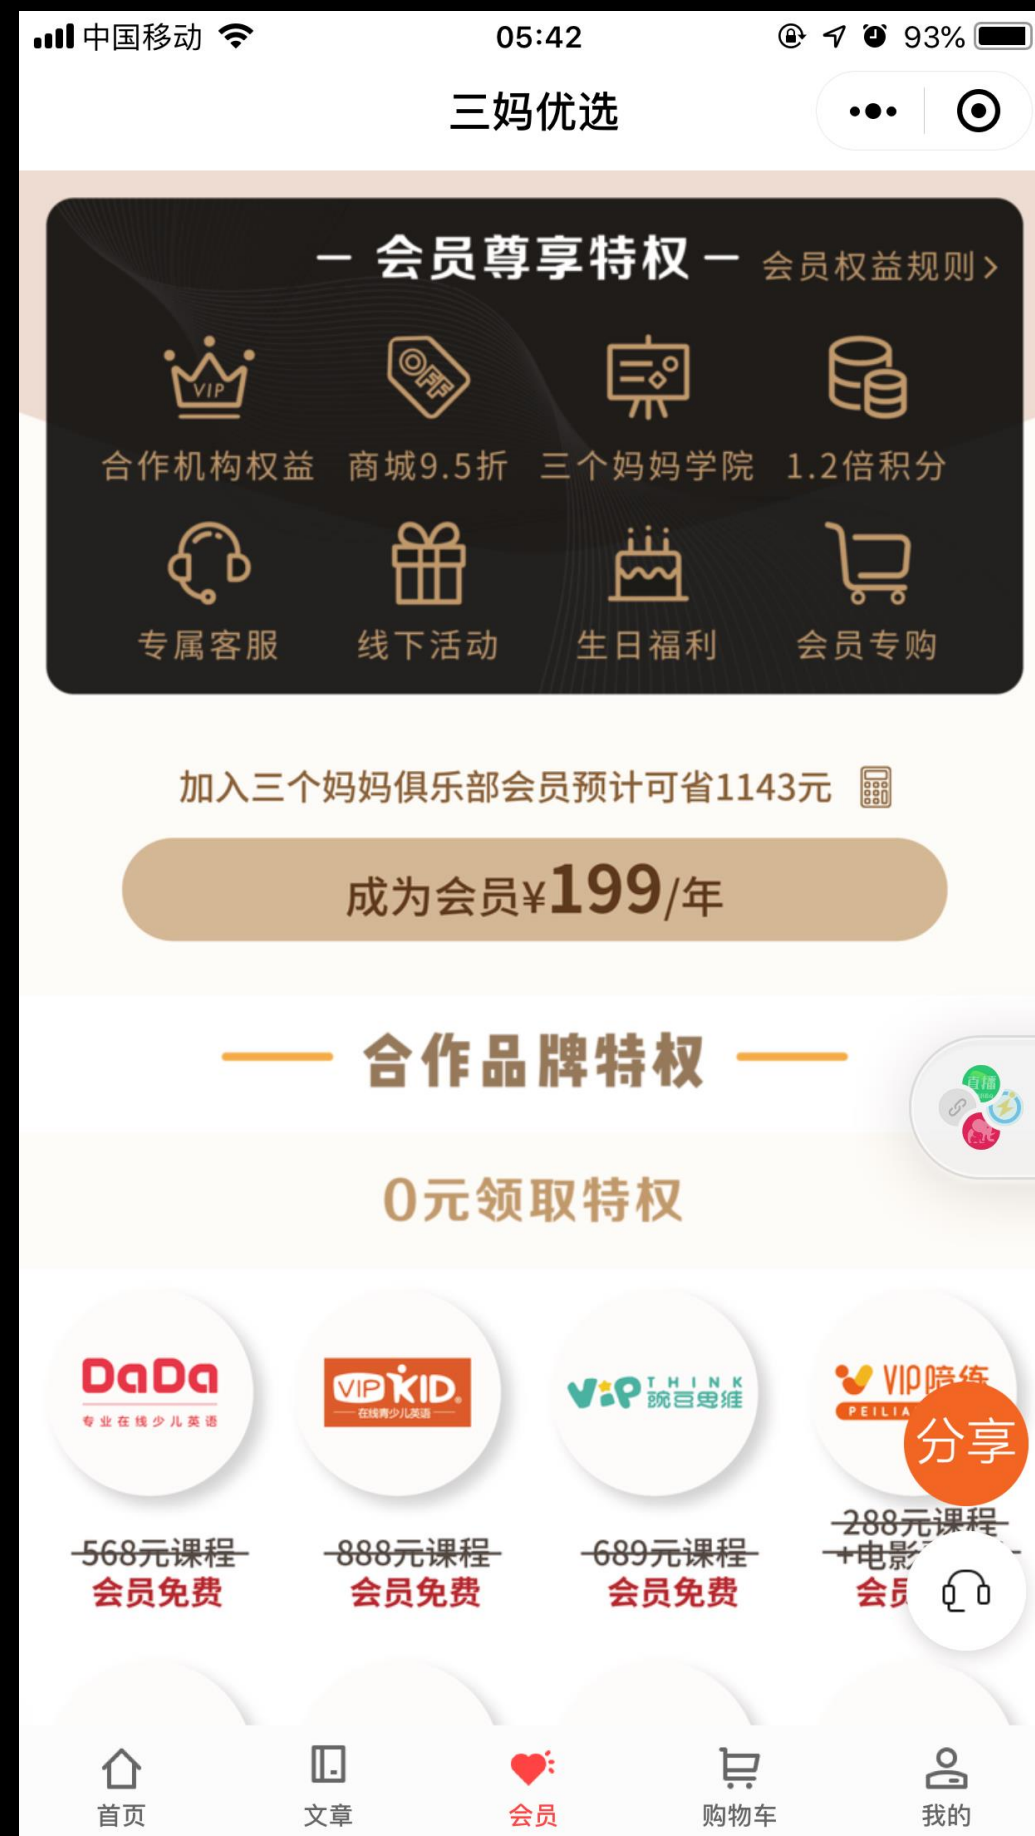 中国移动 05:42 93%
三妈优选
会员尊享特权 会员权益规则
VIP OFF
合作机构权益 商城9.5折 三个妈妈学院 1.2倍积分
专属客服 线下活动 生日福利 会员专购
加入三个妈妈俱乐部会员预计可省1143元
成为会员¥199/年
合作品牌特权
直播
0元领取特权
DaDa
专业在线少儿英语
VIPKID
在线青少儿英语
ViP THINK
豌豆思维
VIP陪练
PEILIA
分享
568元课程 888元课程 689元课程 288元课程
+电影
会员免费 会员免费 会员免费 会员
首页 文章 会员 购物车 我的